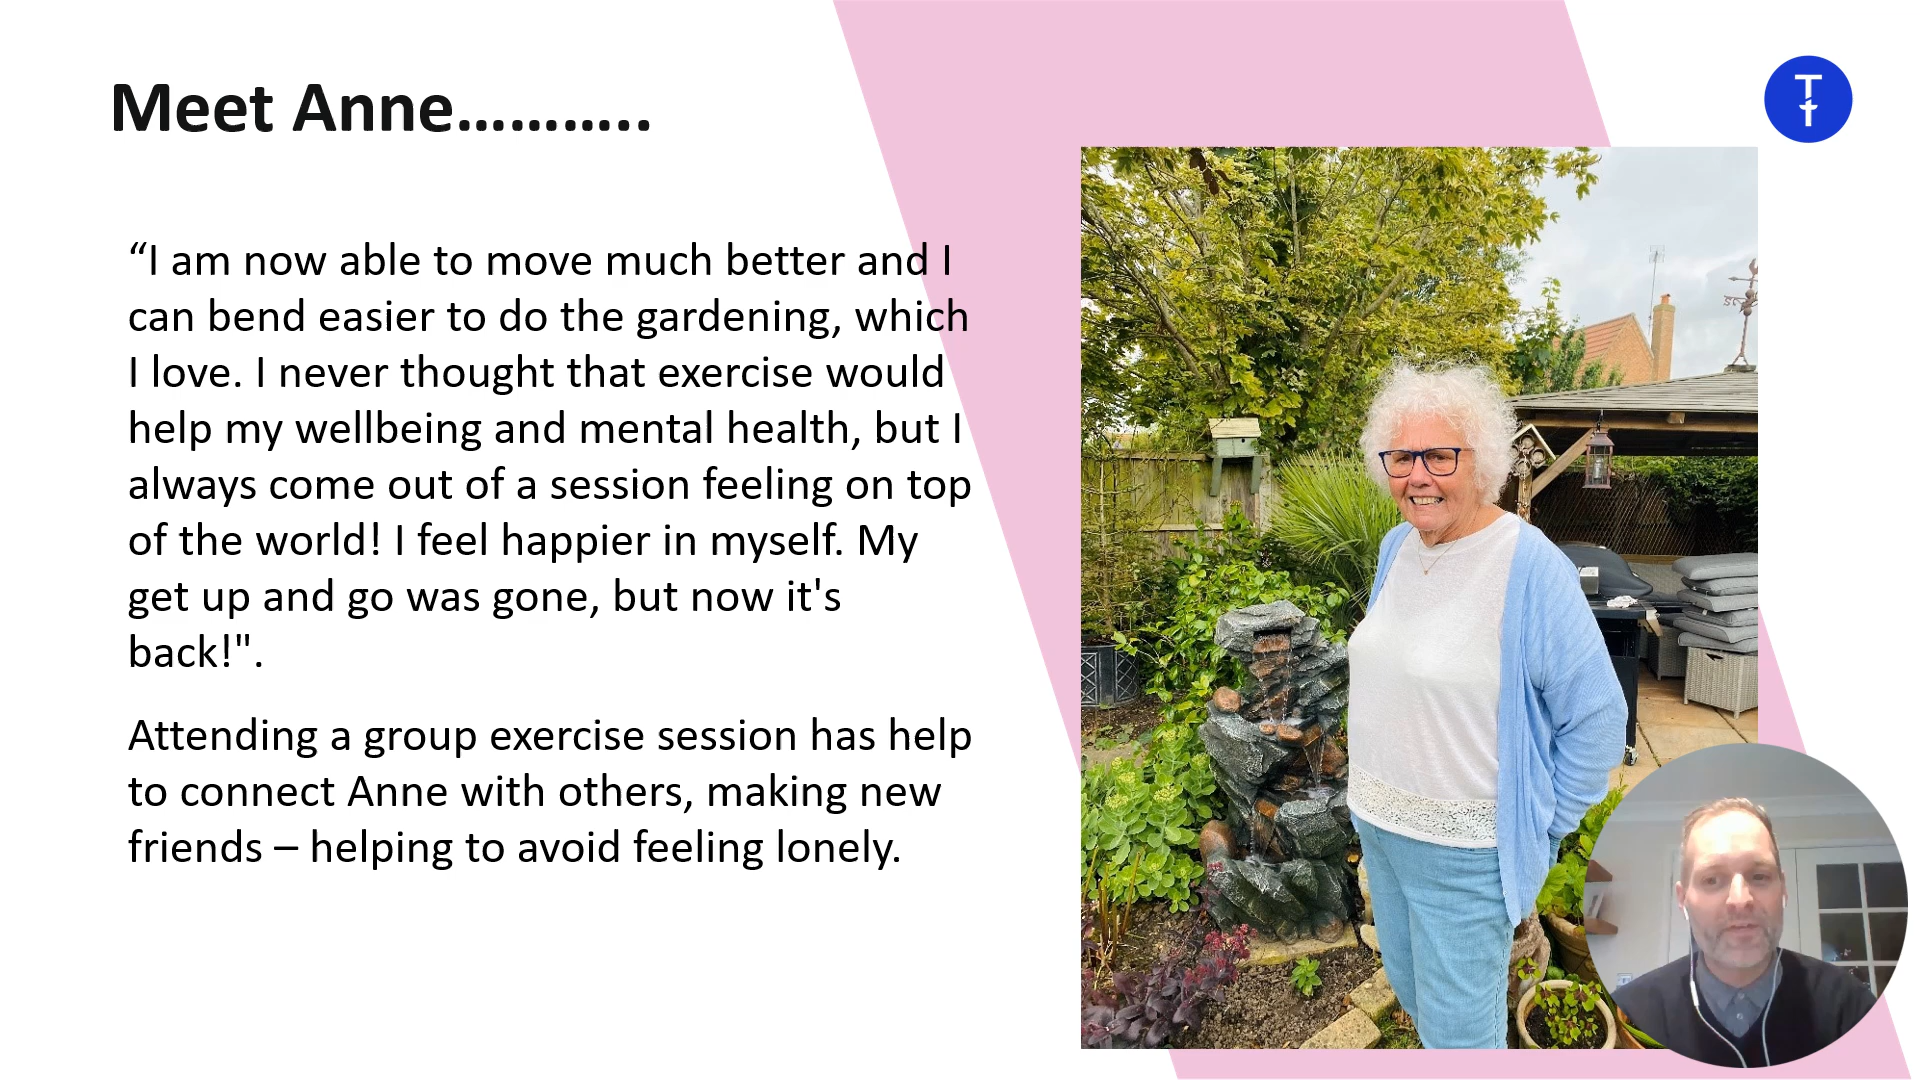 Meet Anne………..
“I am now able to move much better and I
can bend easier to do the gardening, which
I love. I never thought that exercise would
help my wellbeing and mental health, but I
always come out of a session feeling on top
of the world! I feel happier in myself. My
get up and go was gone, but now it's
back!".
Attending a group exercise session has help
to connect Anne with others, making new
friends – helping to avoid feeling lonely.